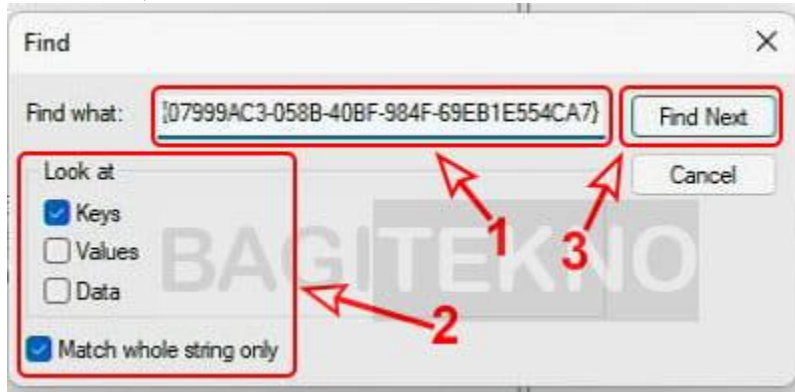 Find
Find what: {07999AC3-058B-40BF-984F-69EB1E554CA7} Find Next
Look at Cancel
Keys
Values
Data
Match whole string only
1
2
3
BAGITEKNO